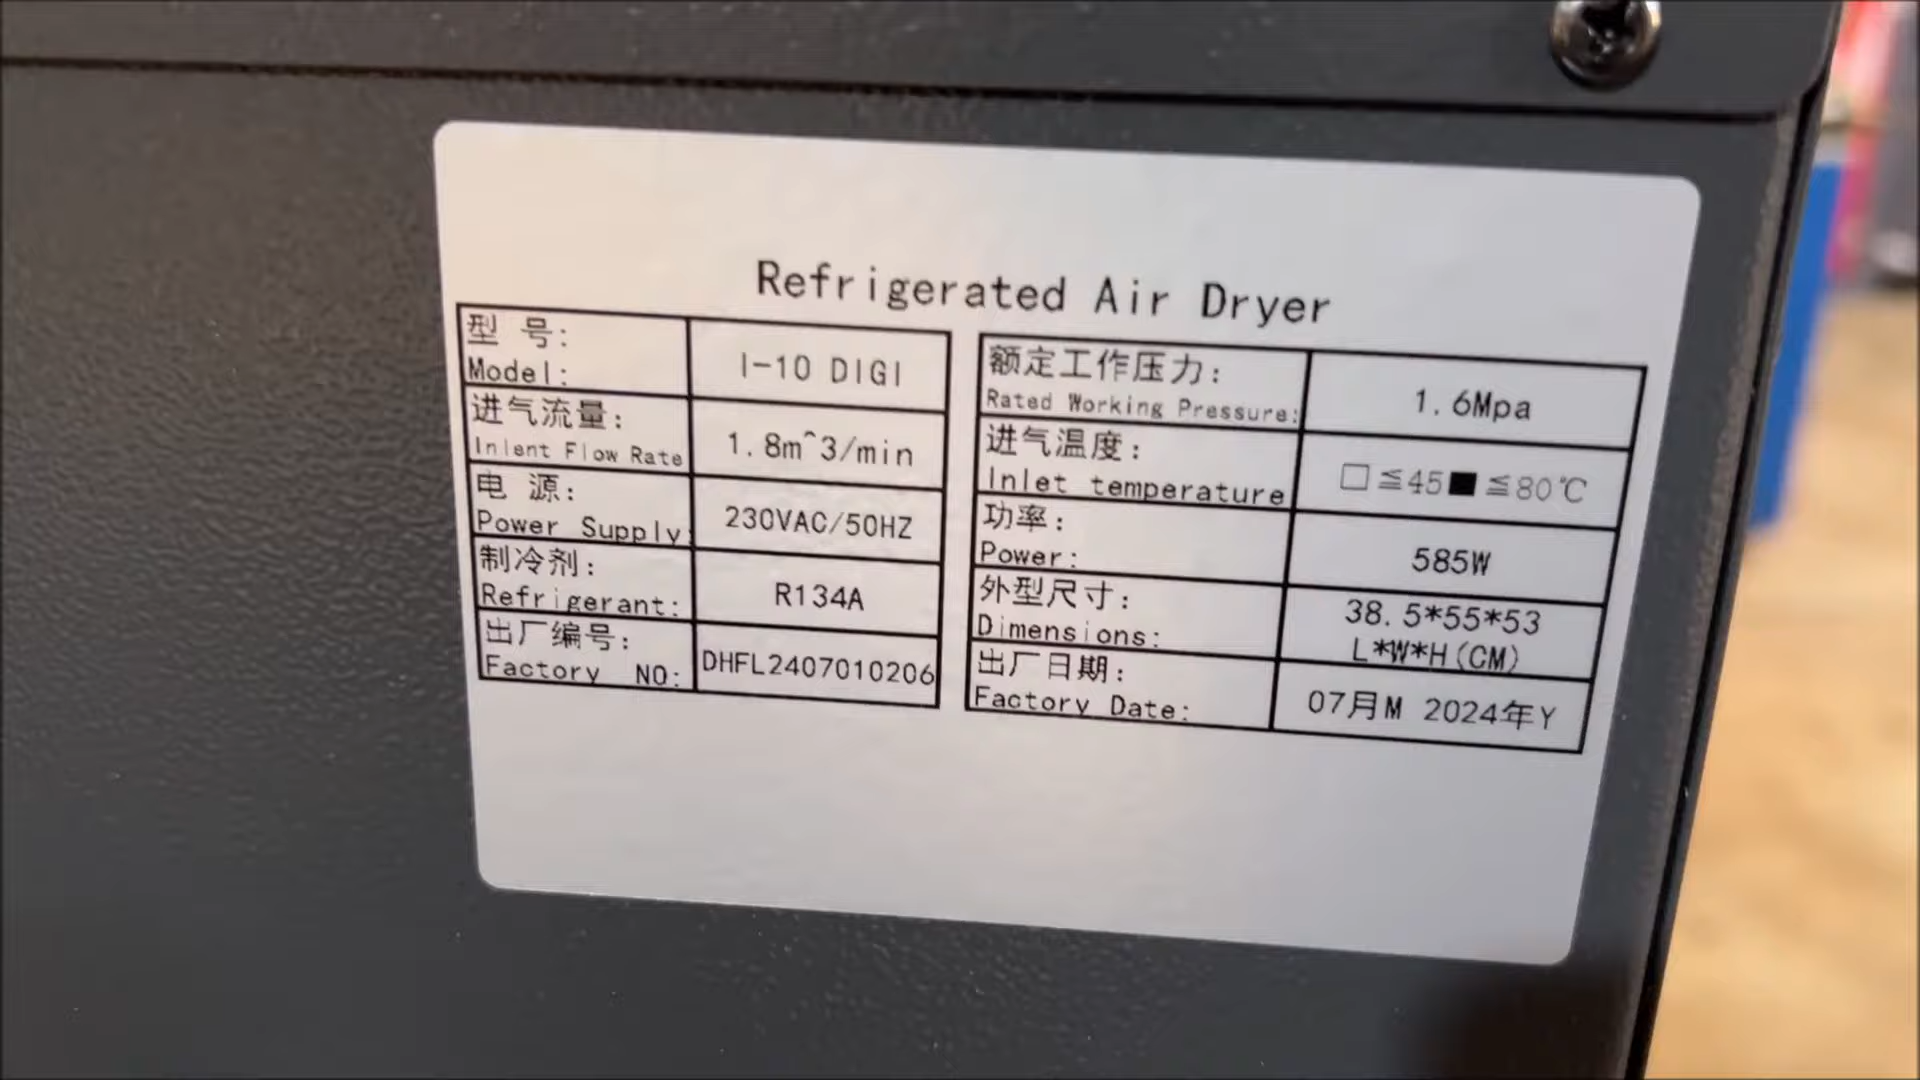 Refrigerated Air Dryer
型 号:
Model:
I-10 DIGI
进气流量:
Inlent Flow Rate
1.8m^3/min
电 源:
Power Supply:
230VAC/50HZ
制冷剂:
Refrigerant:
R134A
出厂编号:
Factory NO:
DHFL2407010206
额定工作压力:
Rated Working Pressure:
1.6Mpa
进气温度:
Inlet temperature
□≦45■≦80℃
功率:
Power:
585W
外型尺寸:
Dimensions:
38.5*55*53
L*W*H(CM)
出厂日期:
Factory Date:
07月M 2024年Y